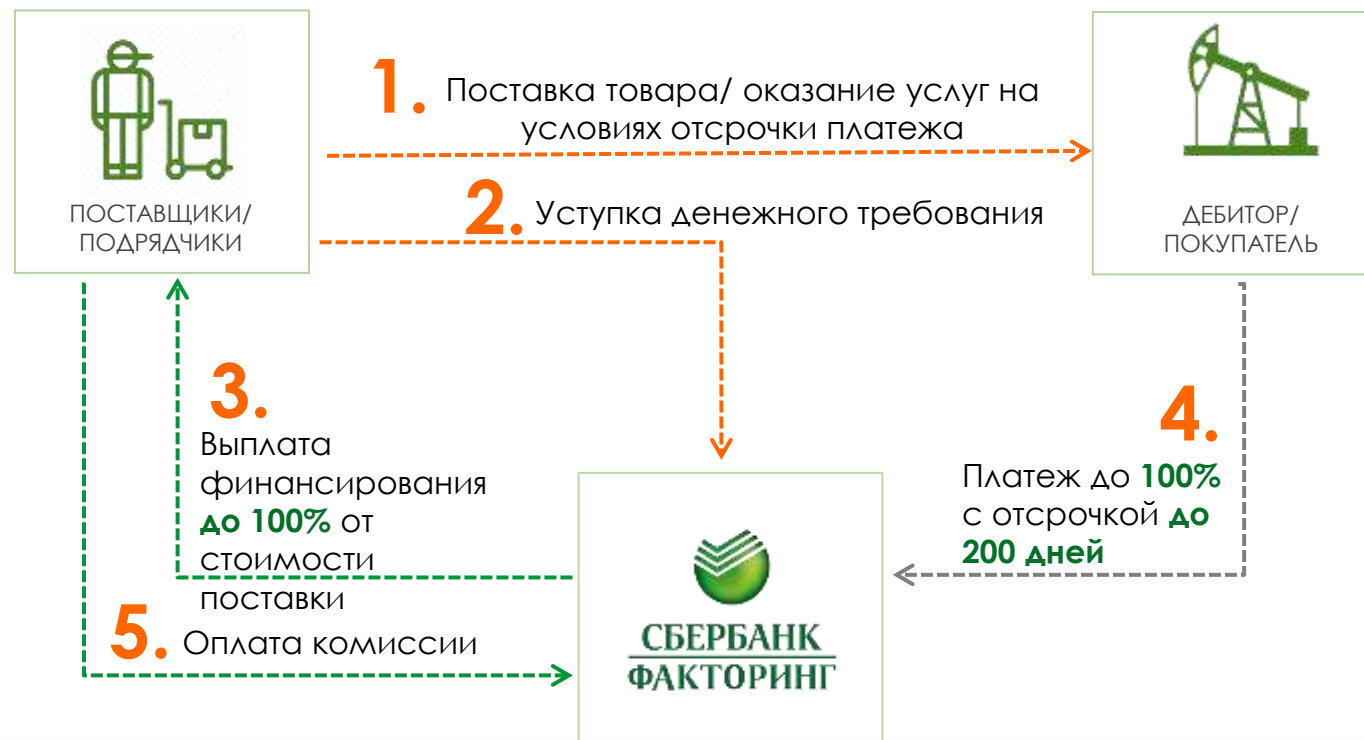 1. Поставка товара/ оказание услуг на
условиях отсрочки платежа
ПОСТАВЩИКИ/
ПОДРЯДЧИКИ
ДЕБИТОР/
ПОКУПАТЕЛЬ
2. Уступка денежного требования
3.
Выплата
финансирования
до 100% от
стоимости
поставки
4.
Платеж до 100%
с отсрочкой до
200 дней
5. Оплата комиссии
СБЕРБАНК
ФАКТОРИНГ